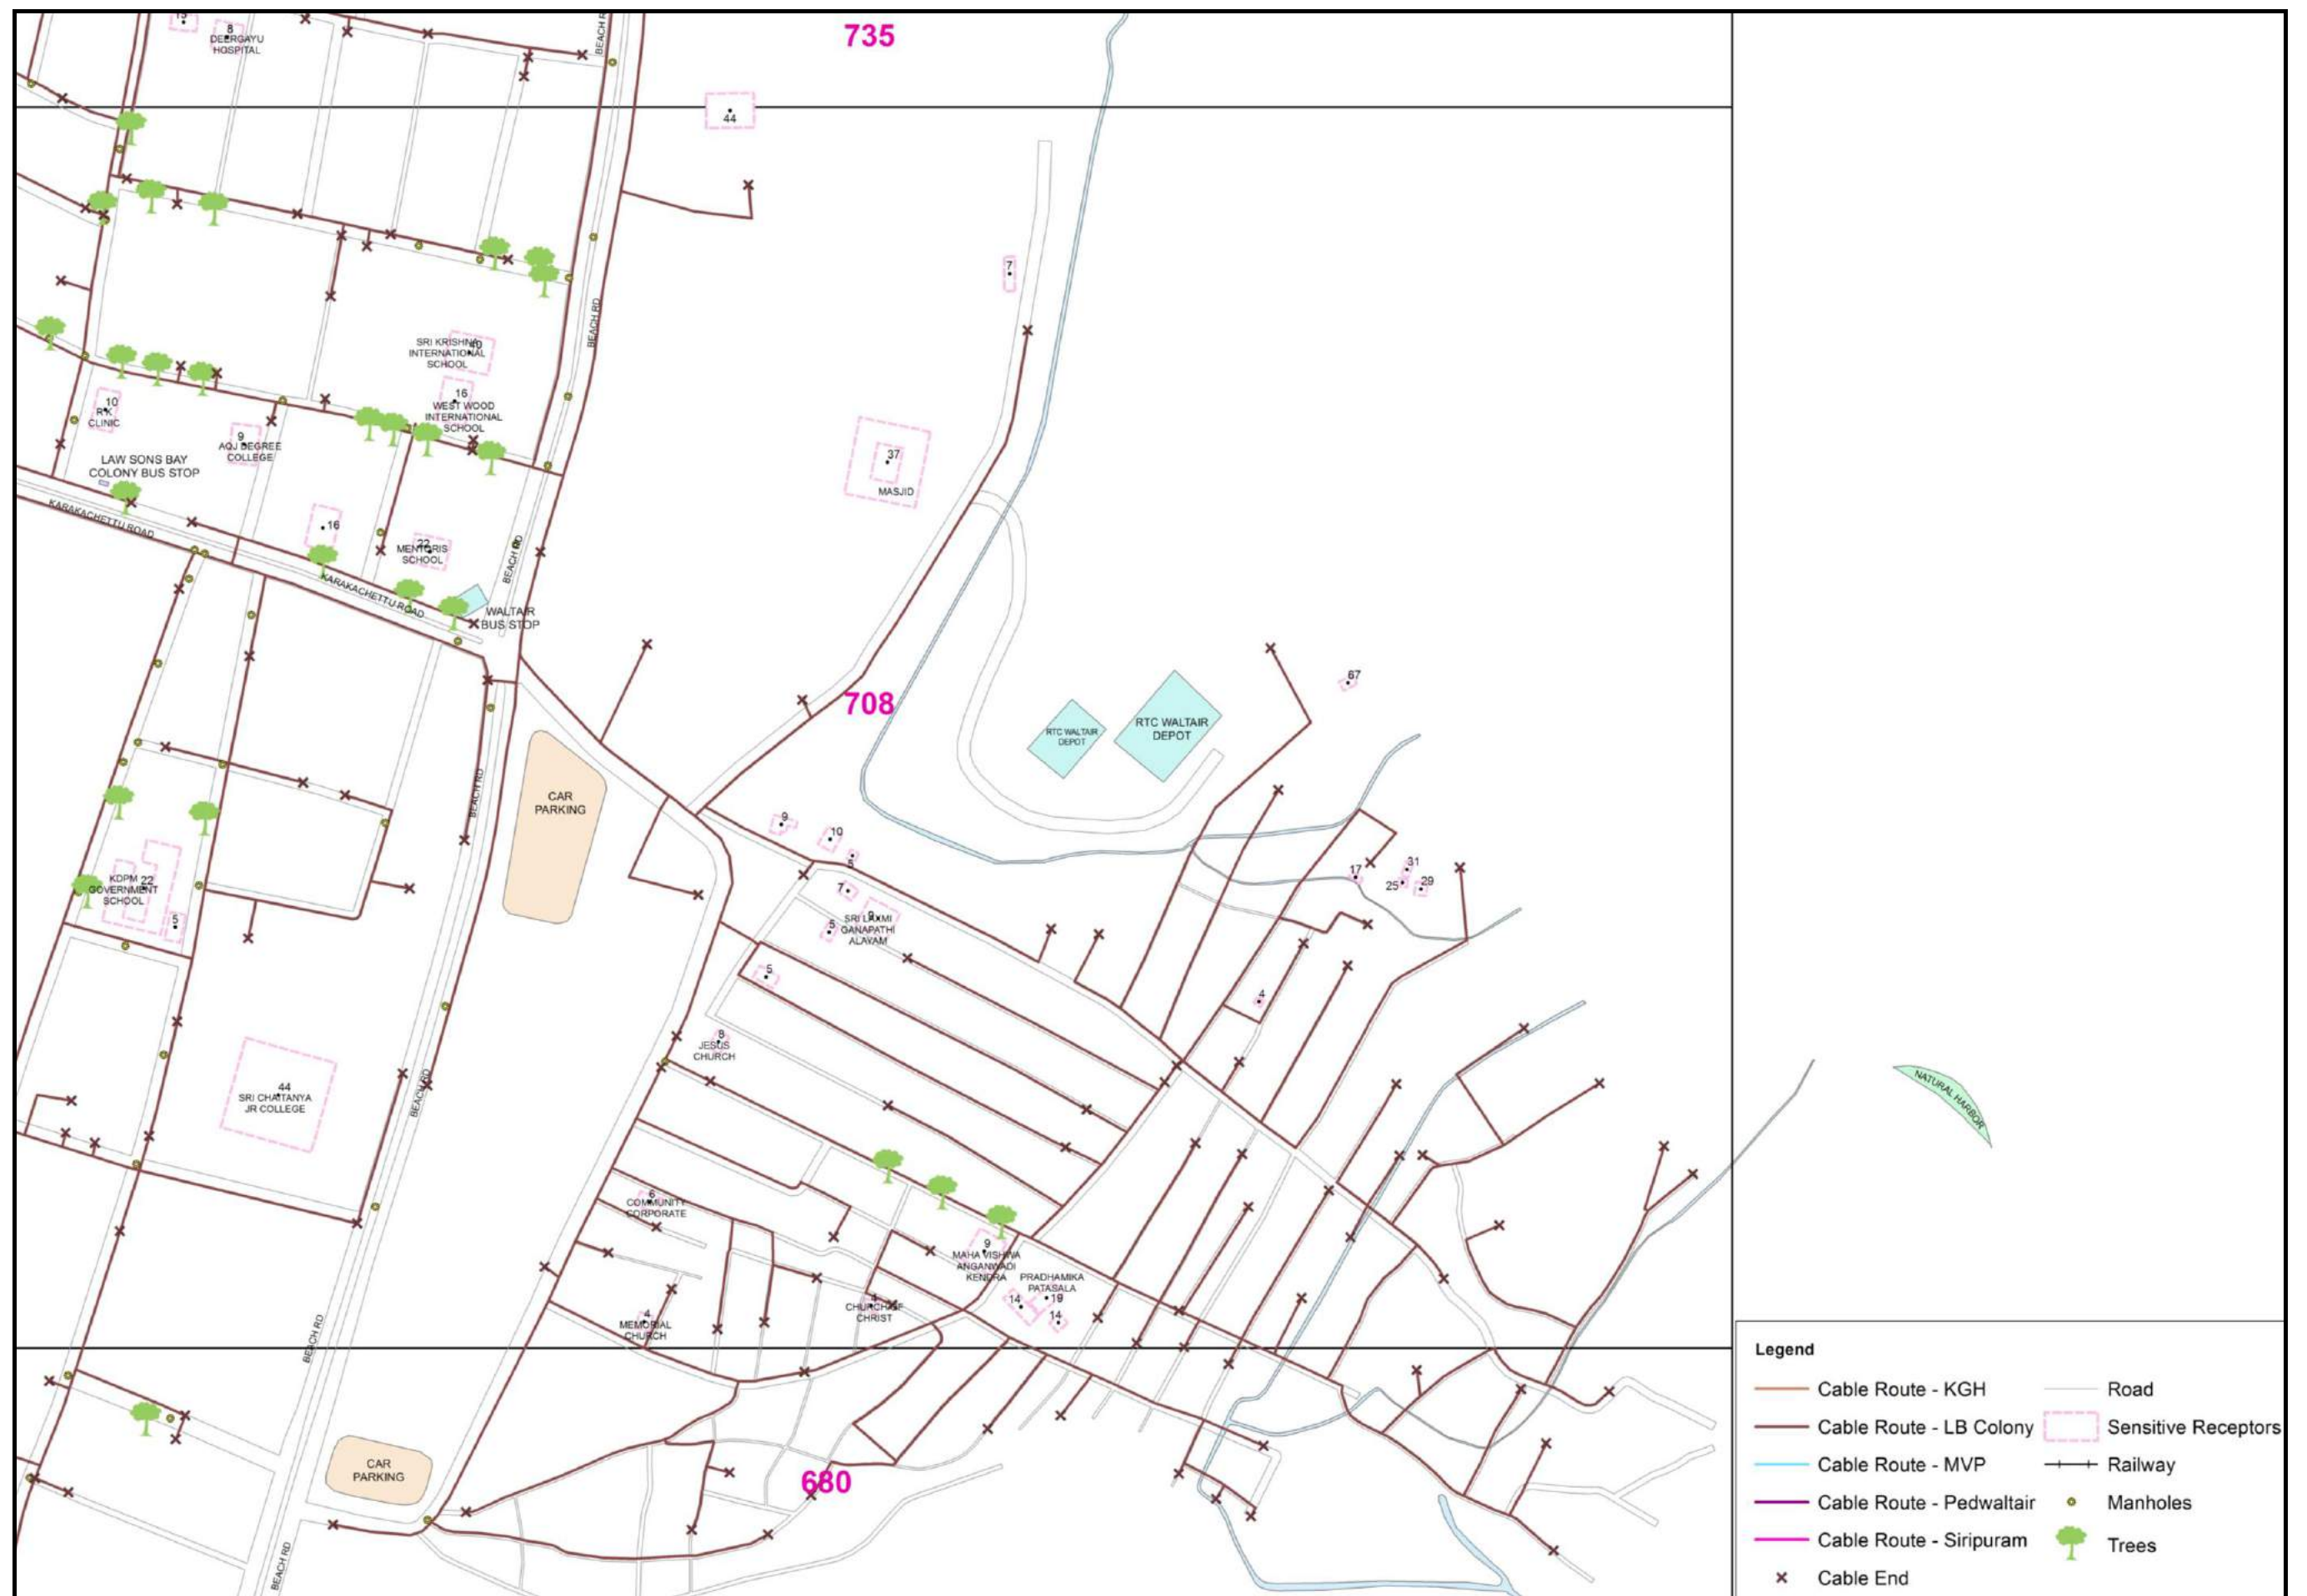 735
BEACH R
15
8
DEERGAYU
HOSPITAL
44
7
BEACH RD
SRI KRISHNA
INTERNATIONAL
SCHOOL
40
16
WEST WOOD
INTERNATIONAL
SCHOOL
10
R K
CLINIC
9
AQJ DEGREE
COLLEGE
37
MASJID
LAW SONS BAY
COLONY BUS STOP
KARAKACHETTU ROAD
16
22
MENTORIS
SCHOOL
BEACH RD
KARAKACHETTU ROAD
WALTAIR
BUS STOP
67
708
RTC WALTAIR
DEPOT
RTC WALTAIR
DEPOT
BEACH RD
CAR
PARKING
9
10
5
7
17
31
25
29
KDPM
GOVERNMENT
SCHOOL
22
5
9
SRI LAXMI
GANAPATHI
ALAYAM
5
5
4
8
JESUS
CHURCH
44
SRI CHAITANYA
JR COLLEGE
BEACH RD
NATURAL HARBOR
6
COMMUNITY
CORPORATE
9
MAHA VISHWA
ANGANWADI
KENDRA
PRADHAMIKA
PATASALA
14
19
14
4
CHURCH OF
CHRIST
4
MEMORIAL
CHURCH
BEACH RD
CAR
PARKING
680
BEACH RD
Legend
Cable Route - KGH
Cable Route - LB Colony
Cable Route - MVP
Cable Route - Pedwaltair
Cable Route - Siripuram
Cable End
Road
Sensitive Receptors
Railway
Manholes
Trees